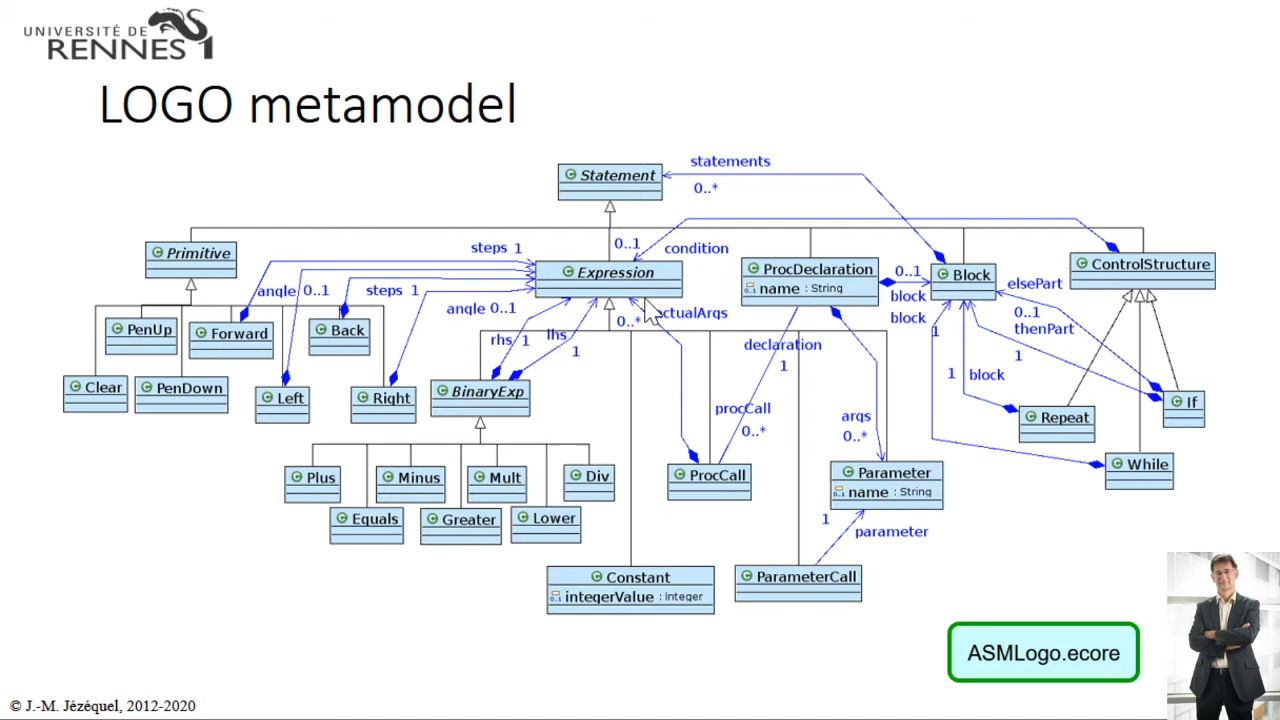 UNIVERSITÉ DE
RENNES 1
LOGO metamodel
statements
0..*
Statement
Primitive
steps 1
0..1
condition
Expression
ProcDeclaration
name : String
0..1
block
block
1
Block
elsePart
0..1
thenPart
1
ControlStructure
angle 0..1
steps 1
angle 0..1
0..*
actualArgs
PenUp
Forward
Back
rhs 1
lhs
1
declaration
1
Clear
PenDown
Left
Right
BinaryExp
1 block
procCall
0..*
args
0..*
Repeat
If
Plus
Minus
Mult
Div
ProcCall
Parameter
name : String
While
Equals
Greater
Lower
1
parameter
Constant
integerValue : Integer
ParameterCall
ASMLogo.ecore
© J.-M. Jézéquel, 2012-2020